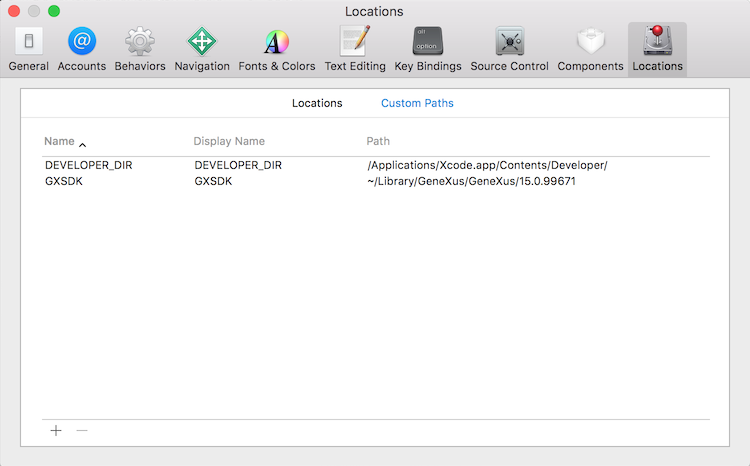 Locations
alt
option
General Accounts Behaviors Navigation Fonts & Colors Text Editing Key Bindings Source Control Components Locations
Locations Custom Paths
Name Display Name Path
DEVELOPER_DIR DEVELOPER_DIR /Applications/Xcode.app/Contents/Developer/
GXSDK GXSDK ~/Library/GeneXus/GeneXus/15.0.99671